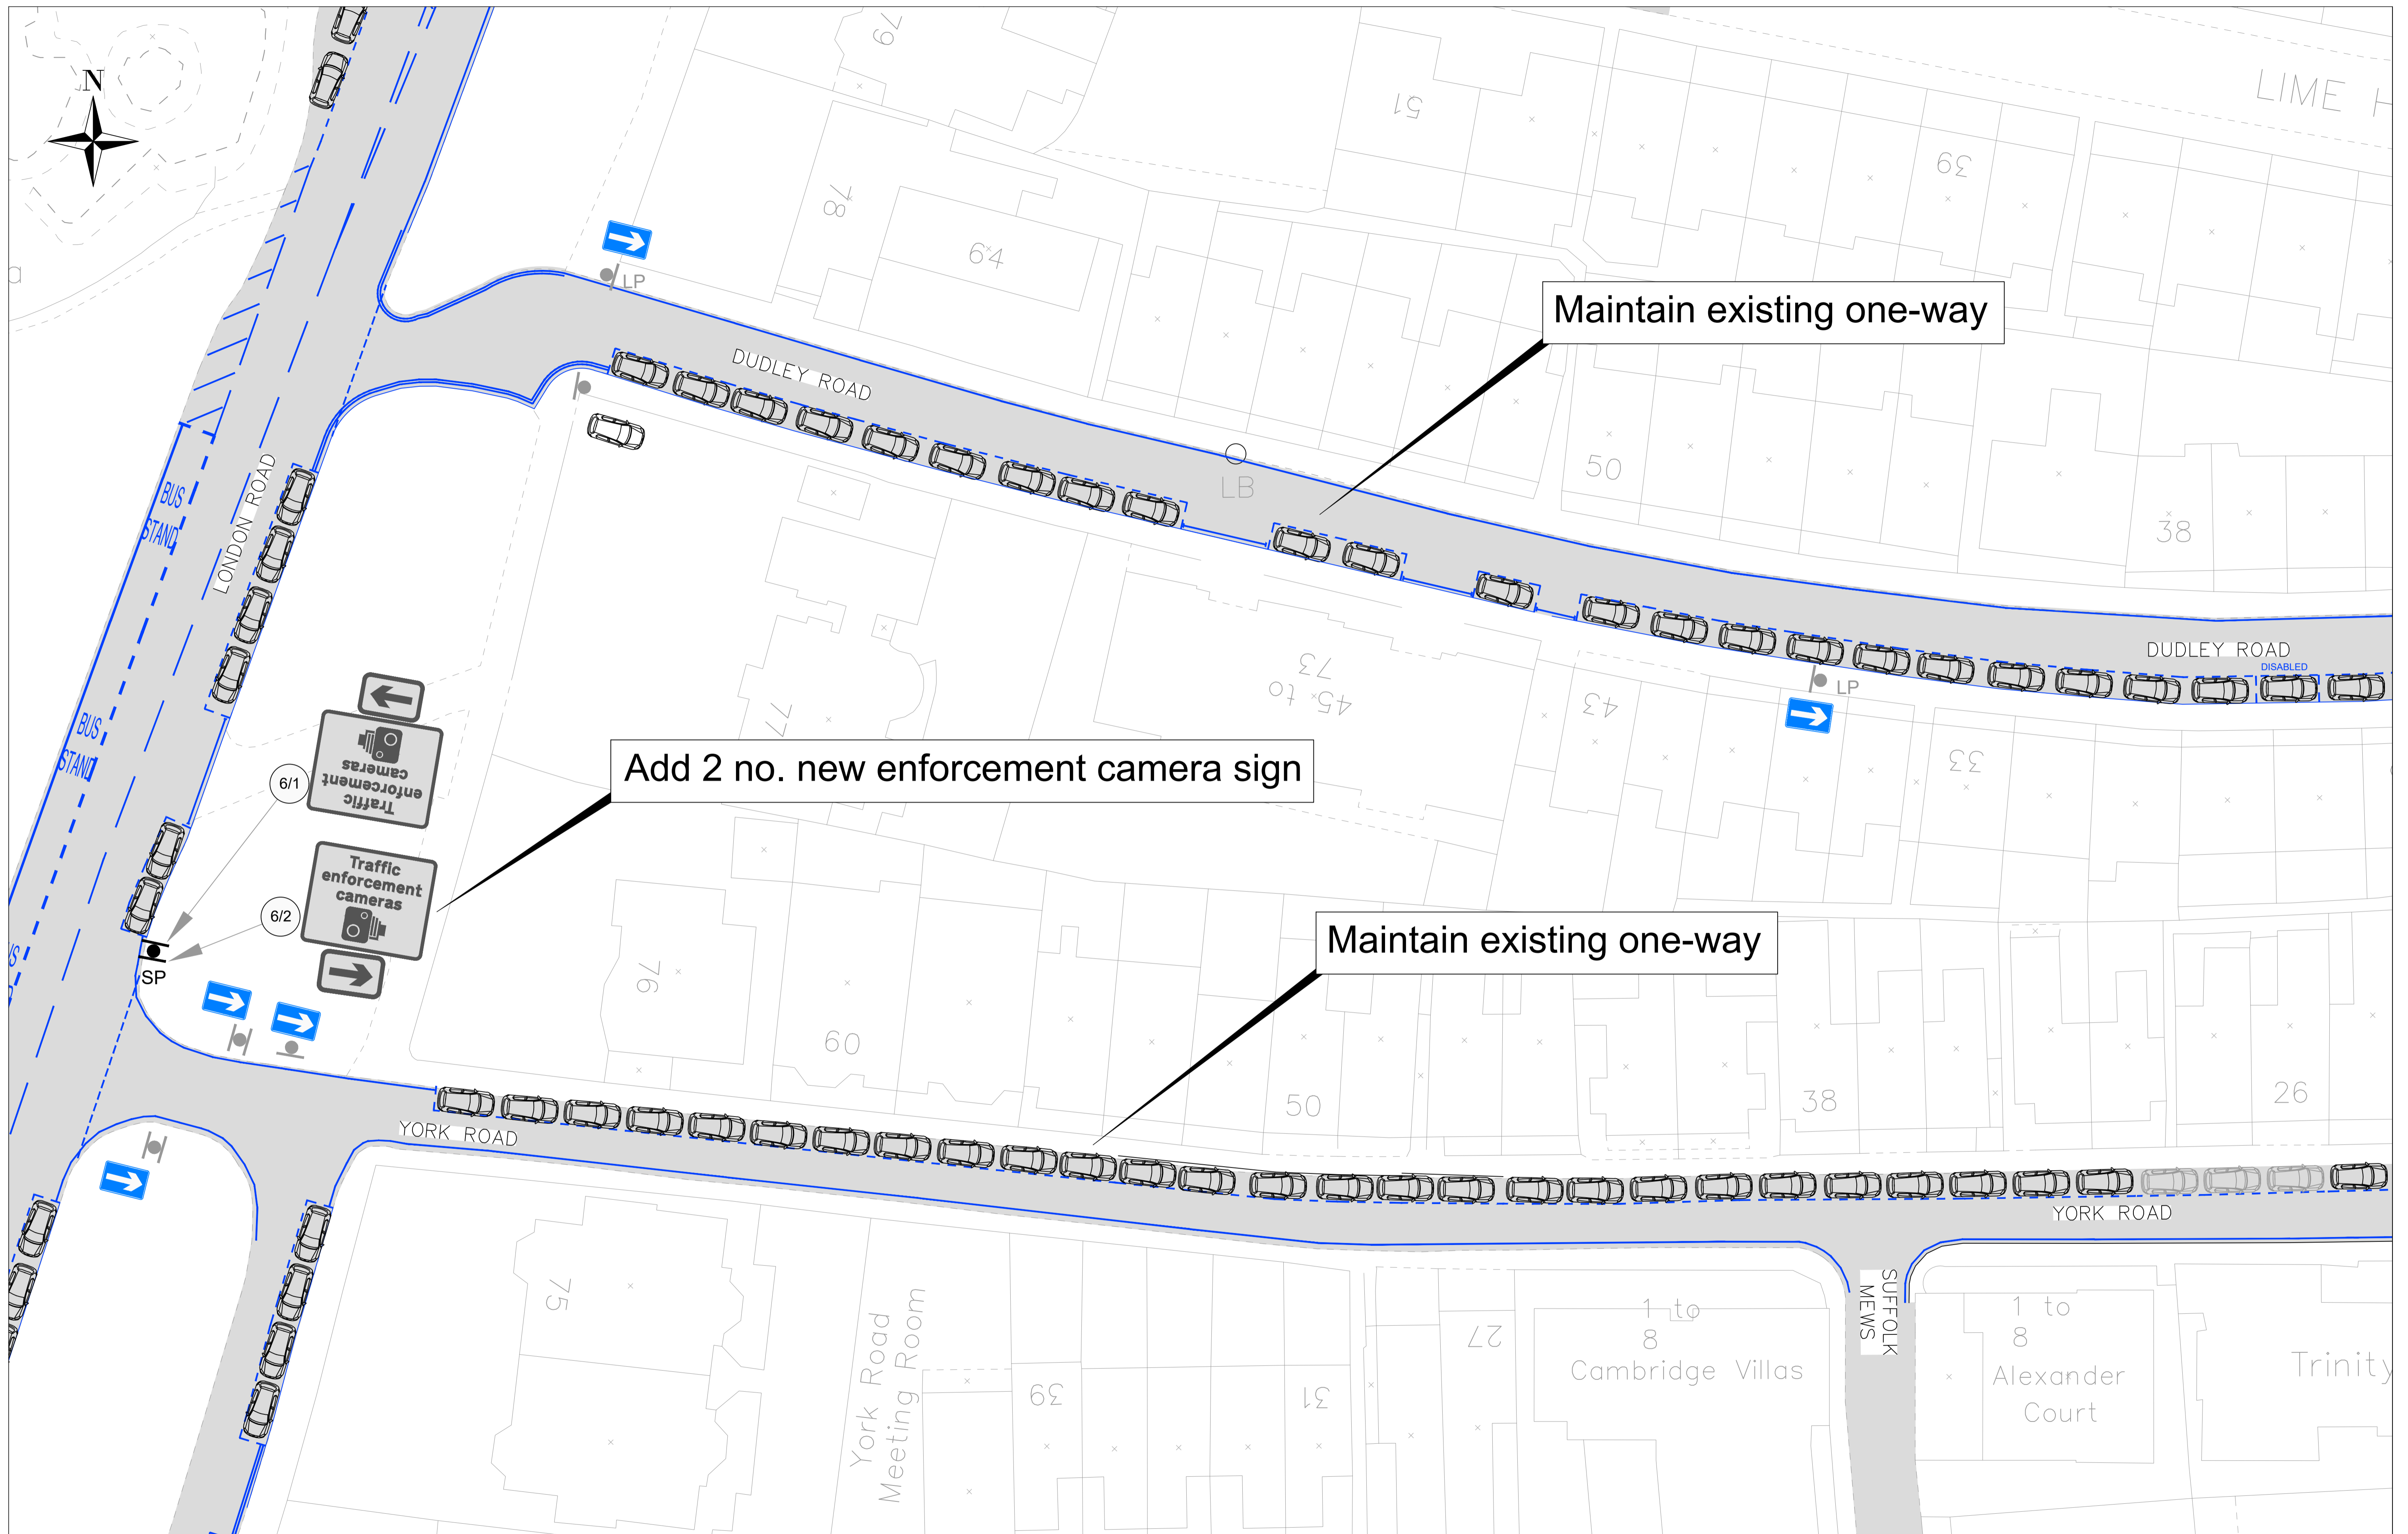 N
79
51
LIME H
39
78
64
LP
Maintain existing one-way
DUDLEY ROAD
LB
50
38
BUS
STAND
LONDON ROAD
DUDLEY ROAD
DISABLED
45 to
73
43
LP
33
77
BUS
STAND
Traffic
enforcement
cameras
6/1
Add 2 no. new enforcement camera sign
Traffic
enforcement
cameras
6/2
Maintain existing one-way
SP
76
60
50
38
26
YORK ROAD
YORK ROAD
SUFFOLK
MEWS
75
York Road
Meeting Room
39
31
27
1 to
8
Cambridge Villas
1 to
8
Alexander
Court
Trinity